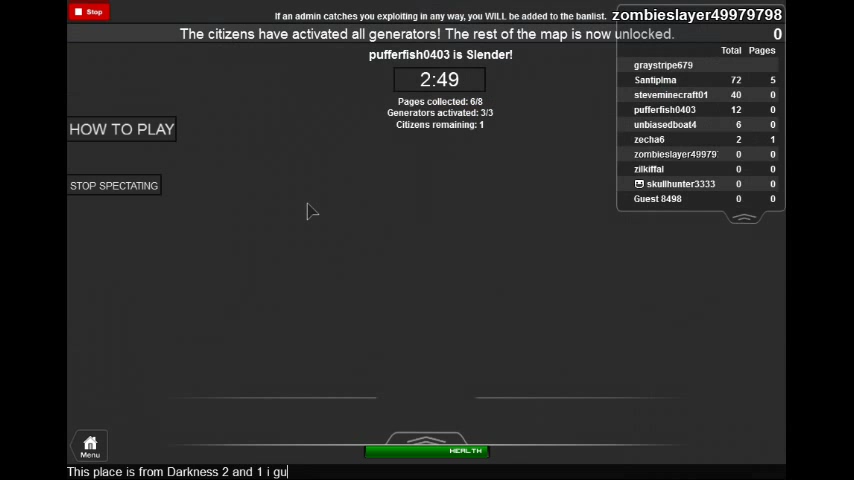 Stop
If an admin catches you exploiting in any way, you WILL be added to the banlist.
zombieslayer49979798
The citizens have activated all generators! The rest of the map is now unlocked.
0
pufferfish0403 is Slender!
2:49
Pages collected: 6/8
Generators activated: 3/3
Citizens remaining: 1
HOW TO PLAY
STOP SPECTATING
Total Pages
graystripe679
Santiplma 72 5
steveminecraft01 40 0
pufferfish0403 12 0
unbiasedboat4 6 0
zecha6 2 1
zombieslayer4997 0 0
zilkiffal 0 0
skullhunter3333 0 0
Guest 8498 0 0
Menu
HEALTH
This place is from Darkness 2 and 1 i gu